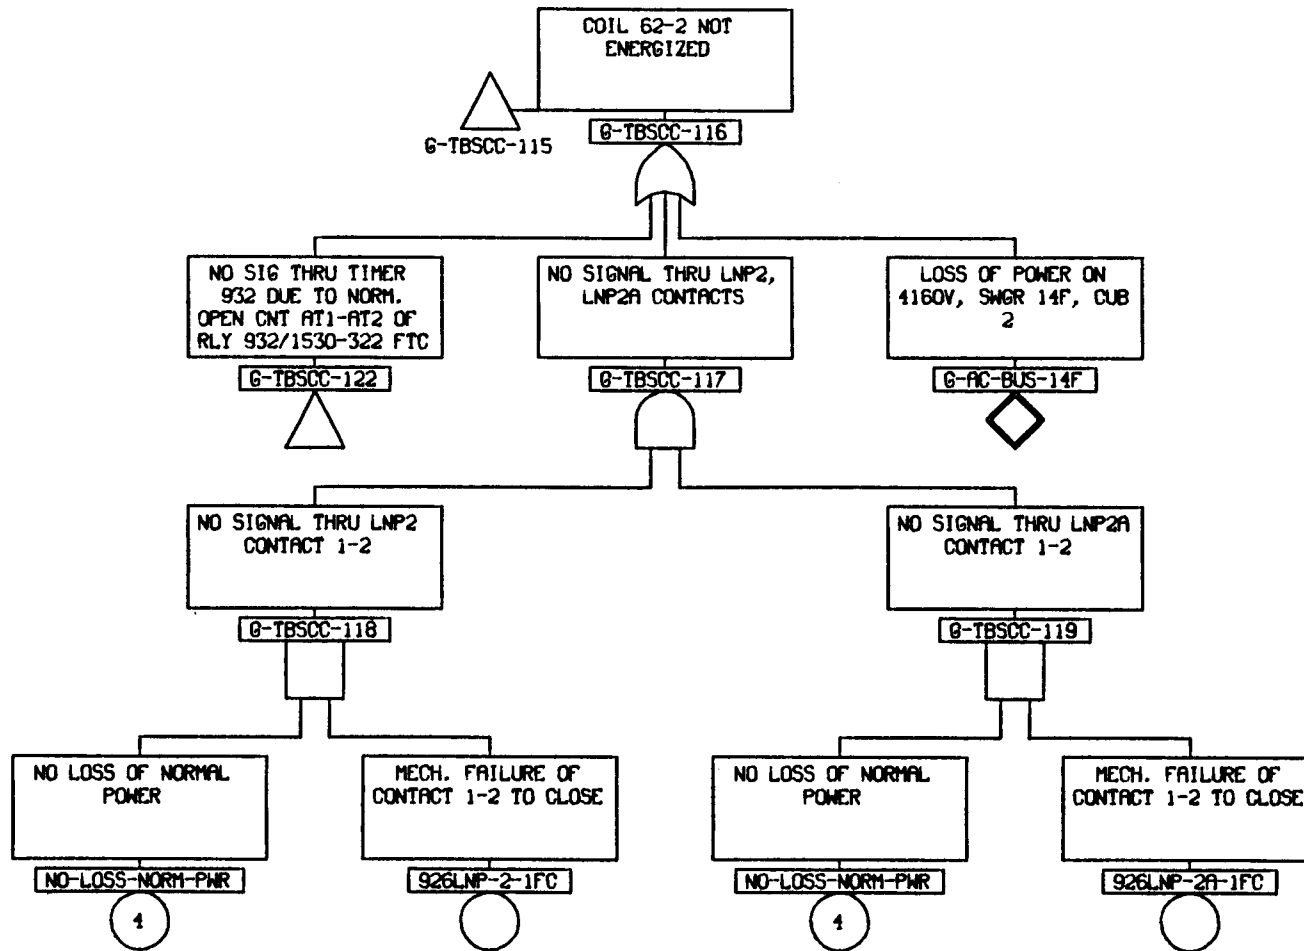 COIL 62-2 NOT
ENERGIZED
G-TBSCC-115
G-TBSCC-116
NO SIG THRU TIMER
932 DUE TO NORM.
OPEN CNT AT1-AT2 OF
RLY 932/1530-322 FTC
G-TBSCC-122
NO SIGNAL THRU LNP2,
LNP2A CONTACTS
G-TBSCC-117
LOSS OF POWER ON
4160V, SWGR 14F, CUB
2
G-AC-BUS-14F
NO SIGNAL THRU LNP2
CONTACT 1-2
G-TBSCC-118
NO SIGNAL THRU LNP2A
CONTACT 1-2
G-TBSCC-119
NO LOSS OF NORMAL
POWER
NO-LOSS-NORM-PWR
4
MECH. FAILURE OF
CONTACT 1-2 TO CLOSE
926LNP-2-1FC
NO LOSS OF NORMAL
POWER
NO-LOSS-NORM-PWR
4
MECH. FAILURE OF
CONTACT 1-2 TO CLOSE
926LNP-2A-1FC